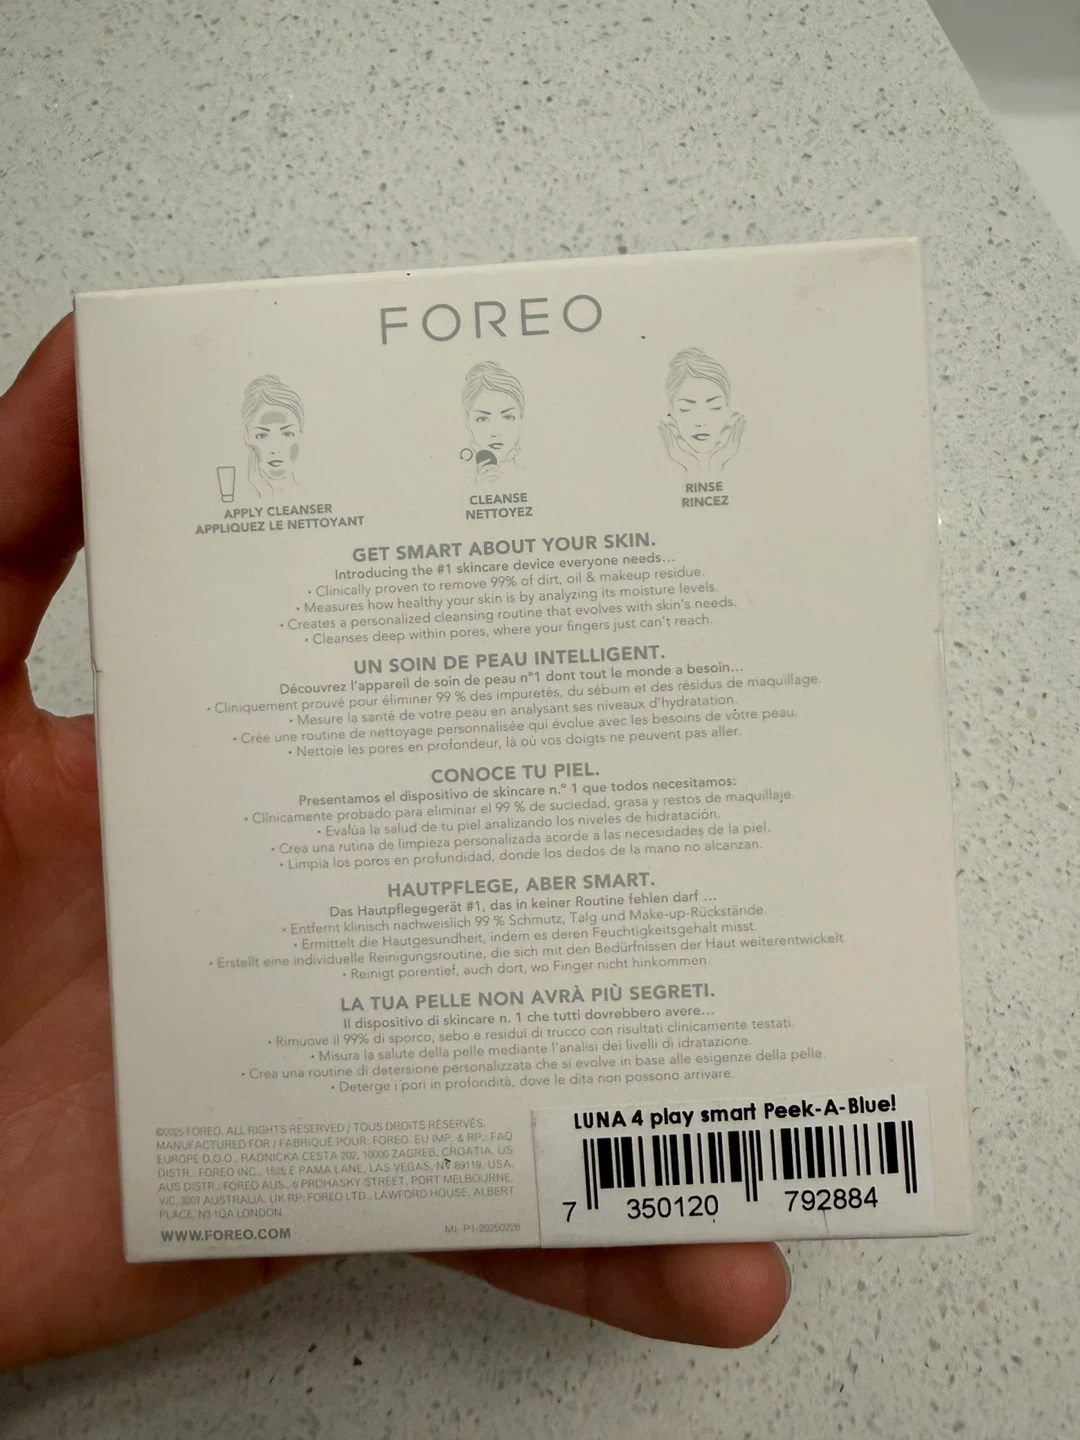 FOREO
APPLY CLEANSER
APPLIQUEZ LE NETTOYANT
CLEANSE
NETTOYEZ
RINSE
RINCEZ
GET SMART ABOUT YOUR SKIN.
Introducing the #1 skincare device everyone needs...
• Clinically proven to remove 99% of dirt, oil & makeup residue.
• Measures how healthy your skin is by analyzing its moisture levels.
• Creates a personalized cleansing routine that evolves with skin's needs.
• Cleanses deep within pores, where your fingers just can't reach.
UN SOIN DE PEAU INTELLIGENT.
Découvrez l'appareil de soin de peau n°1 dont tout le monde a besoin...
• Cliniquement prouvé pour éliminer 99 % des impuretés, du sébum et des résidus de maquillage.
• Mesure la santé de votre peau en analysant ses niveaux d'hydratation.
• Crée une routine de nettoyage personnalisée qui évolue avec les besoins de votre peau.
• Nettoie les pores en profondeur, là où vos doigts ne peuvent pas aller.
CONOCE TU PIEL.
Presentamos el dispositivo de skincare n.º 1 que todos necesitamos:
• Clínicamente probado para eliminar el 99 % de suciedad, grasa y restos de maquillaje.
• Evalúa la salud de tu piel analizando los niveles de hidratación.
• Crea una rutina de limpieza personalizada acorde a las necesidades de la piel.
• Limpia los poros en profundidad, donde los dedos de la mano no alcanzan.
HAUTPFLEGE, ABER SMART.
Das Hautpflegegerät #1, das in keiner Routine fehlen darf ...
• Entfernt klinisch nachweislich 99 % Schmutz, Talg und Make-up-Rückstände.
• Ermittelt die Hautgesundheit, indem es deren Feuchtigkeitsgehalt misst.
• Erstellt eine individuelle Reinigungsroutine, die sich mit den Bedürfnissen der Haut weiterentwickelt.
• Reinigt porentief, auch dort, wo Finger nicht hinkommen.
LA TUA PELLE NON AVRÀ PIÙ SEGRETI.
Il dispositivo di skincare n. 1 che tutti dovrebbero avere...
• Rimuove il 99% di sporco, sebo e residui di trucco con risultati clinicamente testati.
• Misura la salute della pelle mediante l'analisi dei livelli di idratazione.
• Crea una routine di detersione personalizzata che si evolve in base alle esigenze della pelle.
• Deterge i pori in profondità, dove le dita non possono arrivare.
©2025 FOREO. ALL RIGHTS RESERVED / TOUS DROITS RÉSERVÉS.
MANUFACTURED FOR / FABRIQUÉ POUR: FOREO. EU IMP. & RP.: FAQ
EUROPE D.O.O., RADNICKA CESTA 202, 10000 ZAGREB, CROATIA. US
DISTR.: FOREO INC., 1525 E PAMA LANE, LAS VEGAS, NV 89119, USA.
AUS DISTR.: FOREO AUS., 6 PROHASKY STREET, PORT MELBOURNE,
VIC, 3207 AUSTRALIA. UK RP: FOREO LTD., LAWFORD HOUSE, ALBERT
PLACE, N3 1QA LONDON.
WWW.FOREO.COM
ML-P1-20250226
LUNA 4 play smart Peek-A-Blue!
7 350120 792884